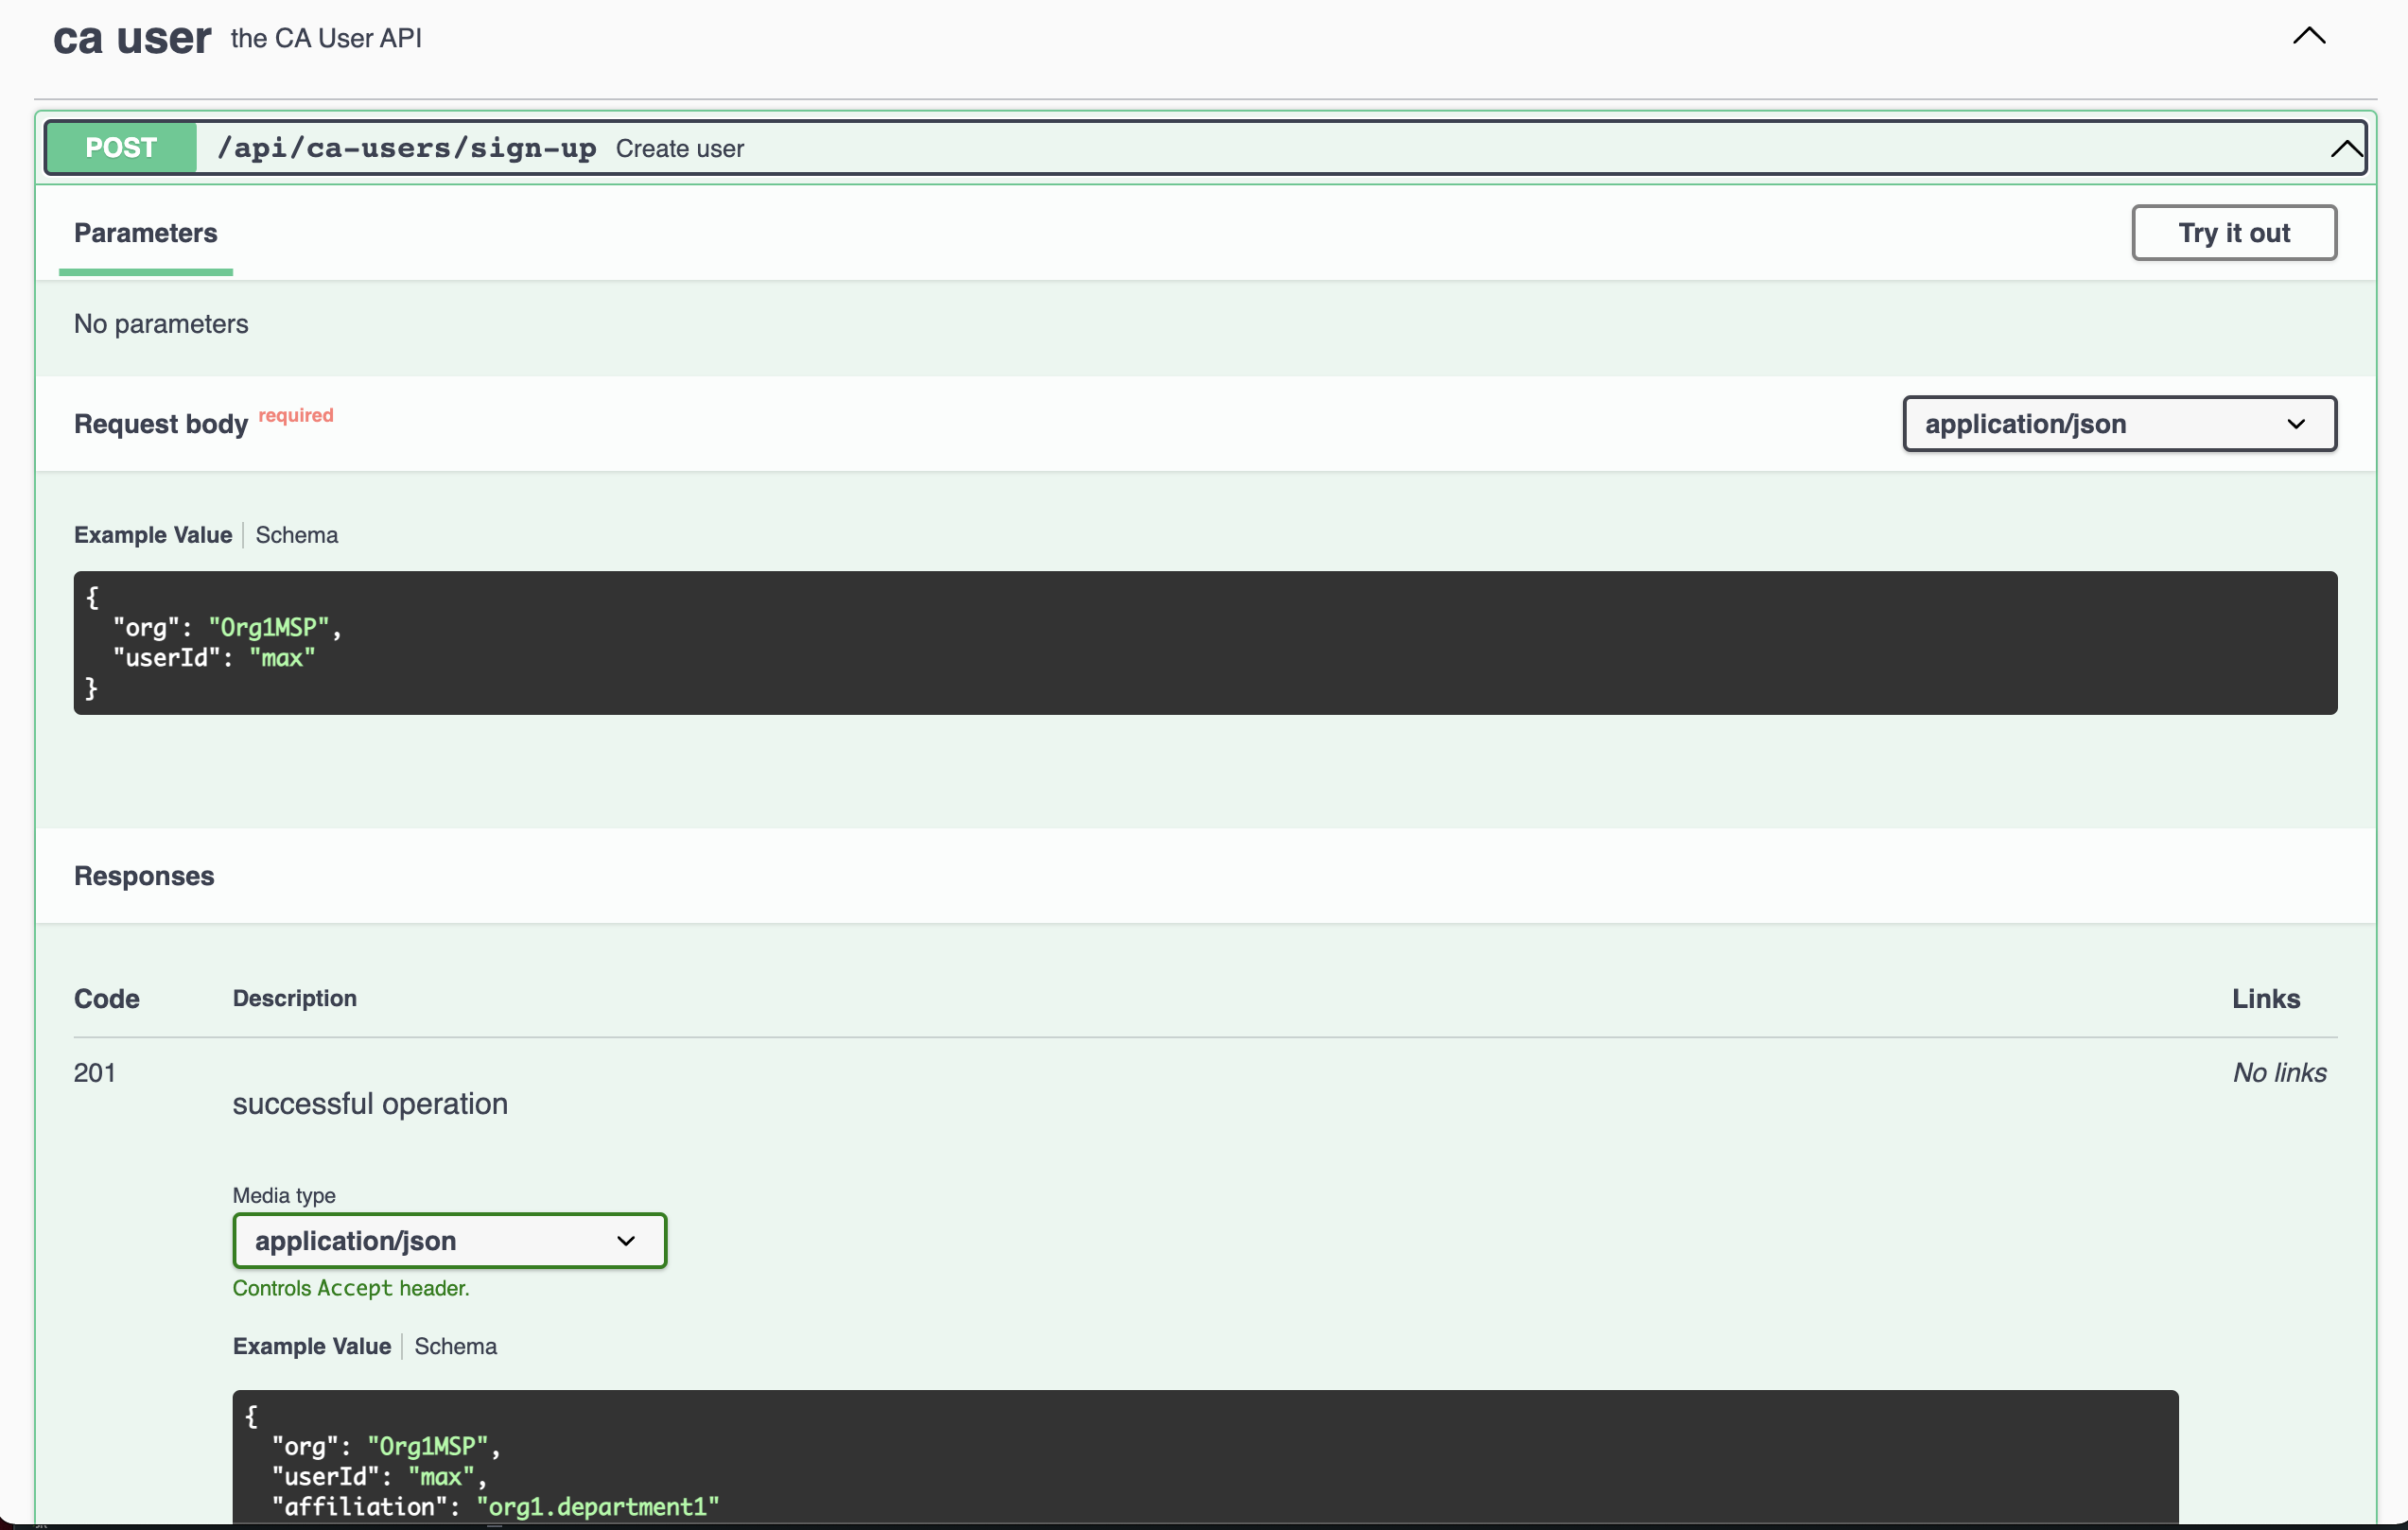 ca user the CA User API
POST /api/ca-users/sign-up Create user
Parameters Try it out
No parameters
Request body required application/json
Example Value Schema
{
"org": "Org1MSP",
"userId": "max"
}
Responses
Code Description Links
201 No links
successful operation
Media type
application/json
Controls Accept header.
Example Value Schema
{
"org": "Org1MSP",
"userId": "max",
"affiliation": "org1.department1"